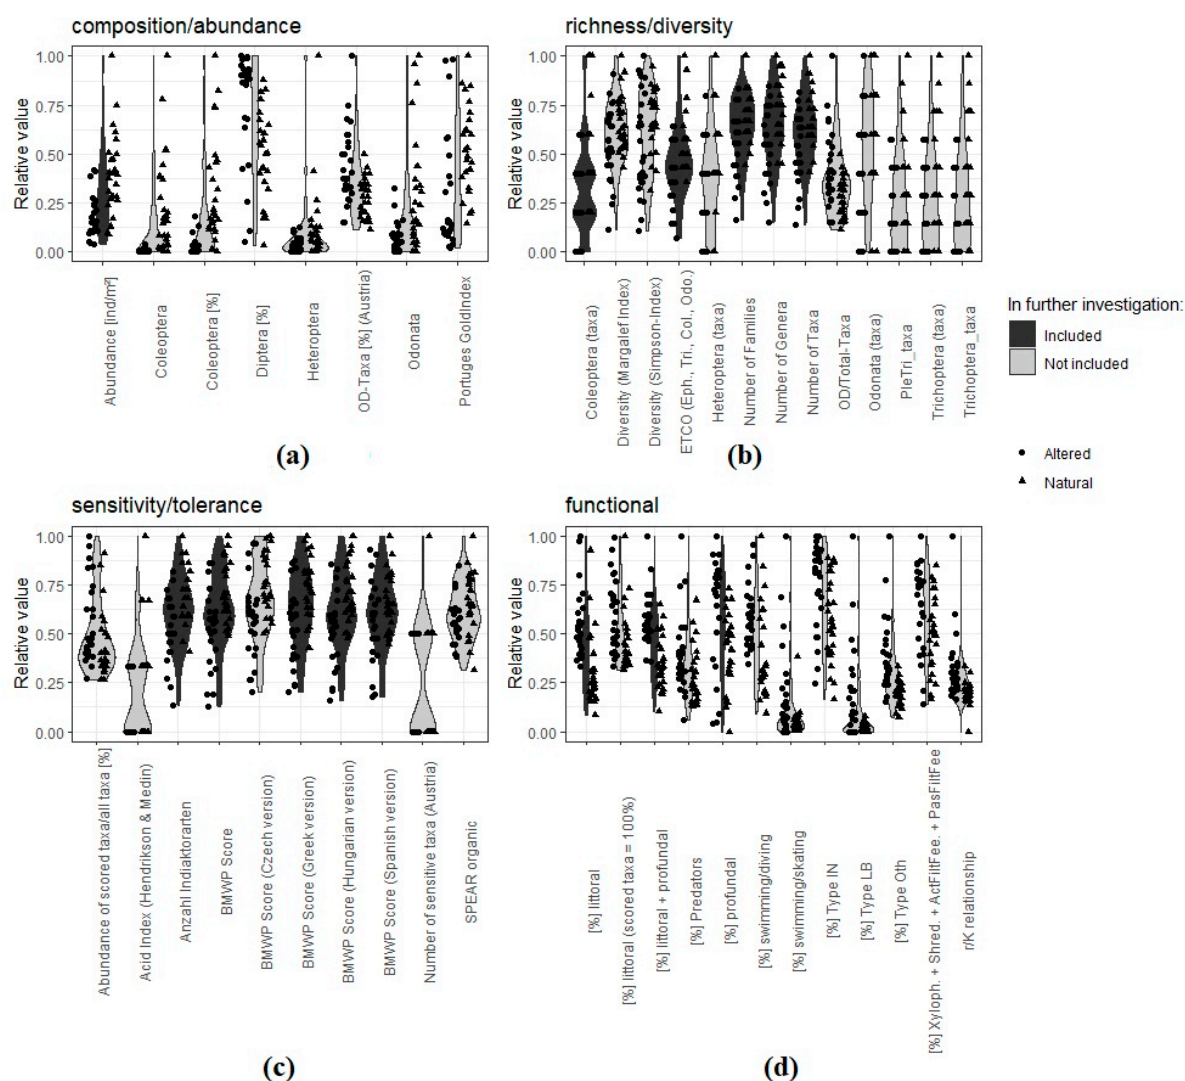 composition/abundance
Relative value
1.00
0.75
0.50
0.25
0.00
Abundance [ind/m²]
Coleoptera
Coleoptera [%]
Diptera [%]
Heteroptera
OD-Tax [%] (Austria)
Odonata
Portuges GoldIndex
(a)
richness/diversity
Relative value
1.00
0.75
0.50
0.25
0.00
Coleoptera (taxa)
Diversity (Margalef Index)
Diversity (Simpson-Index)
ETCO (Eph., Tri., Col., Odo.)
Heteroptera (taxa)
Number of Families
Number of Genera
Number of Taxa
OD/Total-Taxa
Odonata (taxa)
PleTri_taxa
Trichoptera (taxa)
Trichoptera_taxa
(b)
In further investigation:
Included
Not included
Altered
Natural
sensitivity/tolerance
Relative value
1.00
0.75
0.50
0.25
0.00
Abundance of scored taxa/all taxa [%]
Acid Index (Hendrikson & Medin)
Anzahl Indiaktorarten
BMWP Score
BMWP Score (Czech version)
BMWP Score (Greek version)
BMWP Score (Hungarian version)
BMWP Score (Spanish version)
Number of sensitive taxa (Austria)
SPEAR organic
(c)
functional
Relative value
1.00
0.75
0.50
0.25
0.00
[%] littoral
[%] littoral (scored taxa = 100%)
[%] littoral + profundal
[%] Predators
[%] profundal
[%] swimming/diving
[%] swimming/skating
[%] Type IN
[%] Type LB
[%] Type Oth
[%] Xyloph. + Shred. + ActFiltFee. + PasFiltFee
r/K relationship
(d)